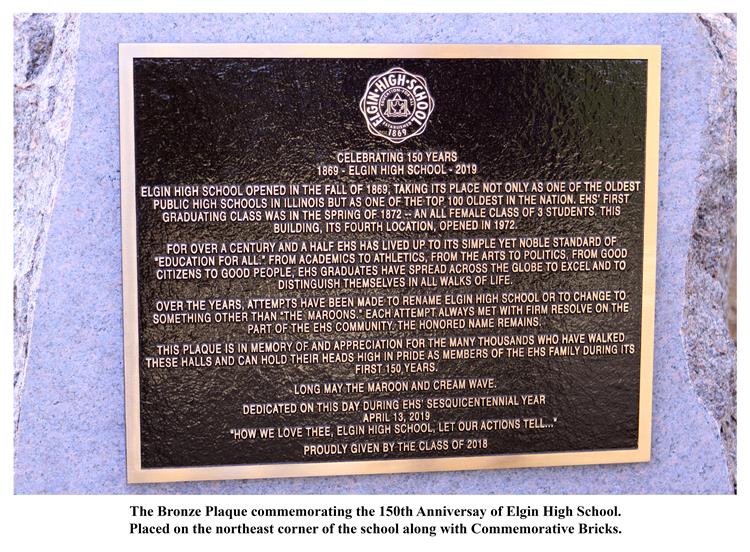 ELGIN · HIGH · SCHOOL
1869
CELEBRATING 150 YEARS
1869 - ELGIN HIGH SCHOOL - 2019
ELGIN HIGH SCHOOL OPENED IN THE FALL OF 1869, TAKING ITS PLACE NOT ONLY AS ONE OF THE OLDEST
PUBLIC HIGH SCHOOLS IN ILLINOIS BUT AS ONE OF THE TOP 100 OLDEST IN THE NATION. EHS' FIRST
GRADUATING CLASS WAS IN THE SPRING OF 1872 -- AN ALL FEMALE CLASS OF 3 STUDENTS. THIS
BUILDING, ITS FOURTH LOCATION, OPENED IN 1972.
FOR OVER A CENTURY AND A HALF EHS HAS LIVED UP TO ITS SIMPLE YET NOBLE STANDARD OF
"EDUCATION FOR ALL:" FROM ACADEMICS TO ATHLETICS, FROM THE ARTS TO POLITICS, FROM GOOD
CITIZENS TO GOOD PEOPLE, EHS GRADUATES HAVE SPREAD ACROSS THE GLOBE TO EXCEL AND TO
DISTINGUISH THEMSELVES IN ALL WALKS OF LIFE.
OVER THE YEARS, ATTEMPTS HAVE BEEN MADE TO RENAME ELGIN HIGH SCHOOL OR TO CHANGE TO
SOMETHING OTHER THAN "THE MAROONS." EACH ATTEMPT ALWAYS MET WITH FIRM RESOLVE ON THE
PART OF THE EHS COMMUNITY. THE HONORED NAME REMAINS.
THIS PLAQUE IS IN MEMORY OF AND APPRECIATION FOR THE MANY THOUSANDS WHO HAVE WALKED
THESE HALLS AND CAN HOLD THEIR HEADS HIGH IN PRIDE AS MEMBERS OF THE EHS FAMILY DURING ITS
FIRST 150 YEARS.
LONG MAY THE MAROON AND CREAM WAVE.
DEDICATED ON THIS DAY DURING EHS' SESQUICENTENNIAL YEAR
APRIL 13, 2019
"HOW WE LOVE THEE, ELGIN HIGH SCHOOL, LET OUR ACTIONS TELL..."
PROUDLY GIVEN BY THE CLASS OF 2018
The Bronze Plaque commemorating the 150th Anniversay of Elgin High School.
Placed on the northeast corner of the school along with Commemorative Bricks.